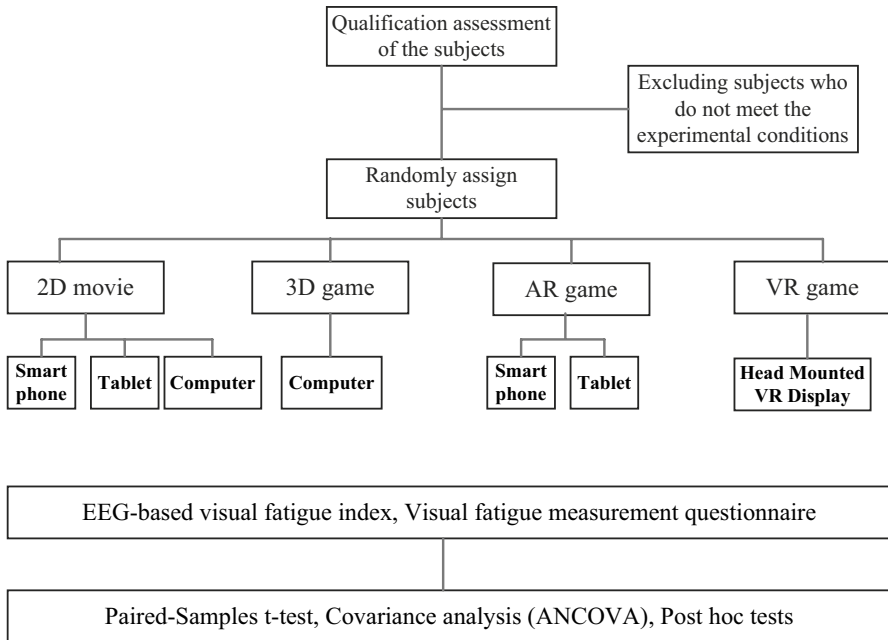 Qualification assessment
of the subjects
Excluding subjects who
do not meet the
experimental conditions
Randomly assign
subjects
2D movie
3D game
AR game
VR game
Smart
phone
Tablet
Computer
Computer
Smart
phone
Tablet
Head Mounted
VR Display
EEG-based visual fatigue index, Visual fatigue measurement questionnaire
Paired-Samples t-test, Covariance analysis (ANCOVA), Post hoc tests